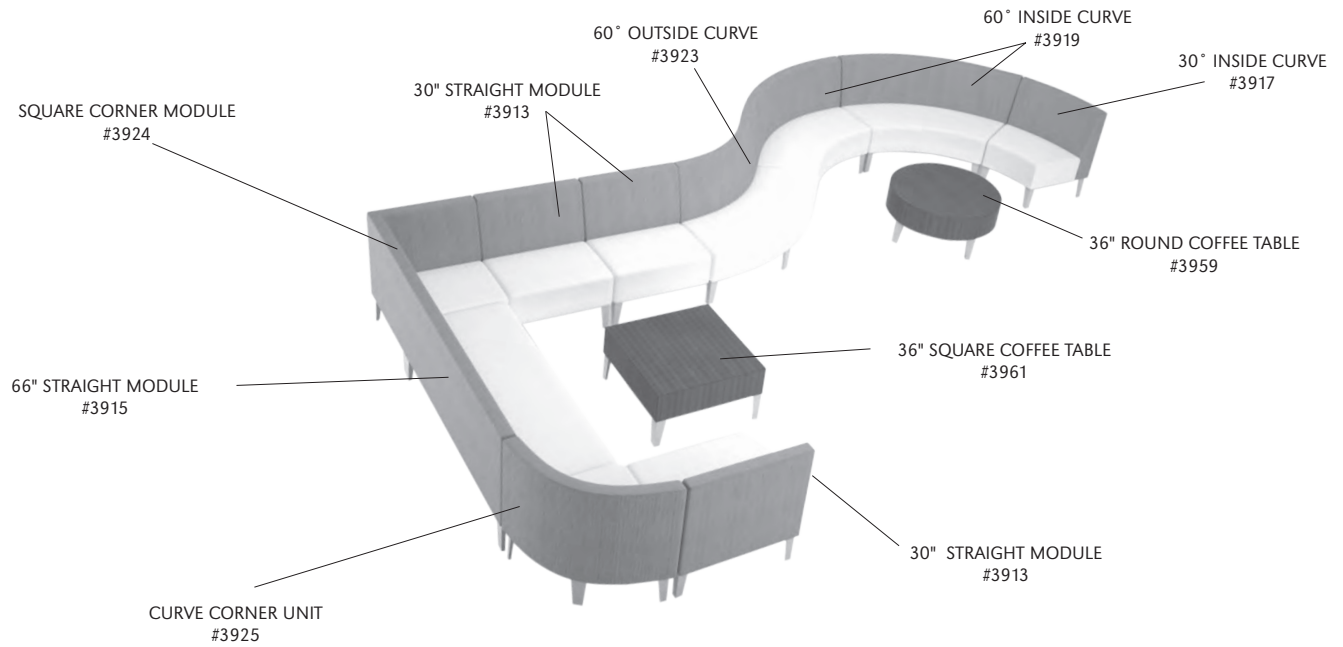 60˚ INSIDE CURVE
#3919
60˚ OUTSIDE CURVE
#3923
30˚ INSIDE CURVE
#3917
30" STRAIGHT MODULE
#3913
SQUARE CORNER MODULE
#3924
36" ROUND COFFEE TABLE
#3959
36" SQUARE COFFEE TABLE
#3961
66" STRAIGHT MODULE
#3915
30" STRAIGHT MODULE
#3913
CURVE CORNER UNIT
#3925